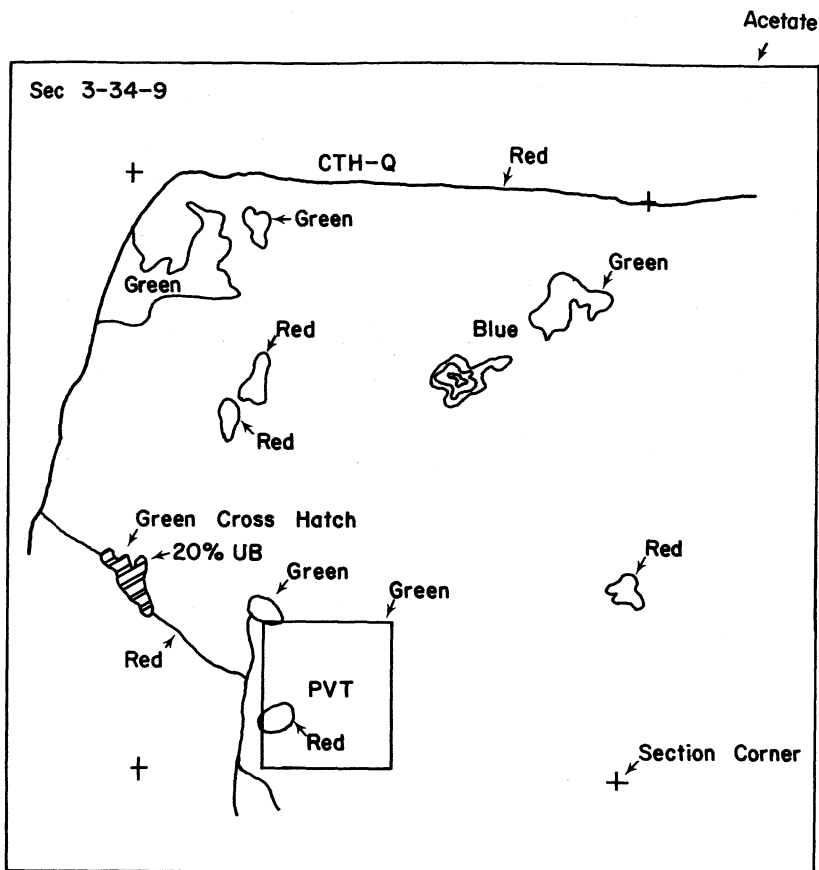 Acetate
Sec 3-34-9
CTH-Q
Red
Green
Green
Green
Red
Blue
Red
Green Cross Hatch
20% UB
Green
Green
Red
Red
PVT
Red
Section Corner